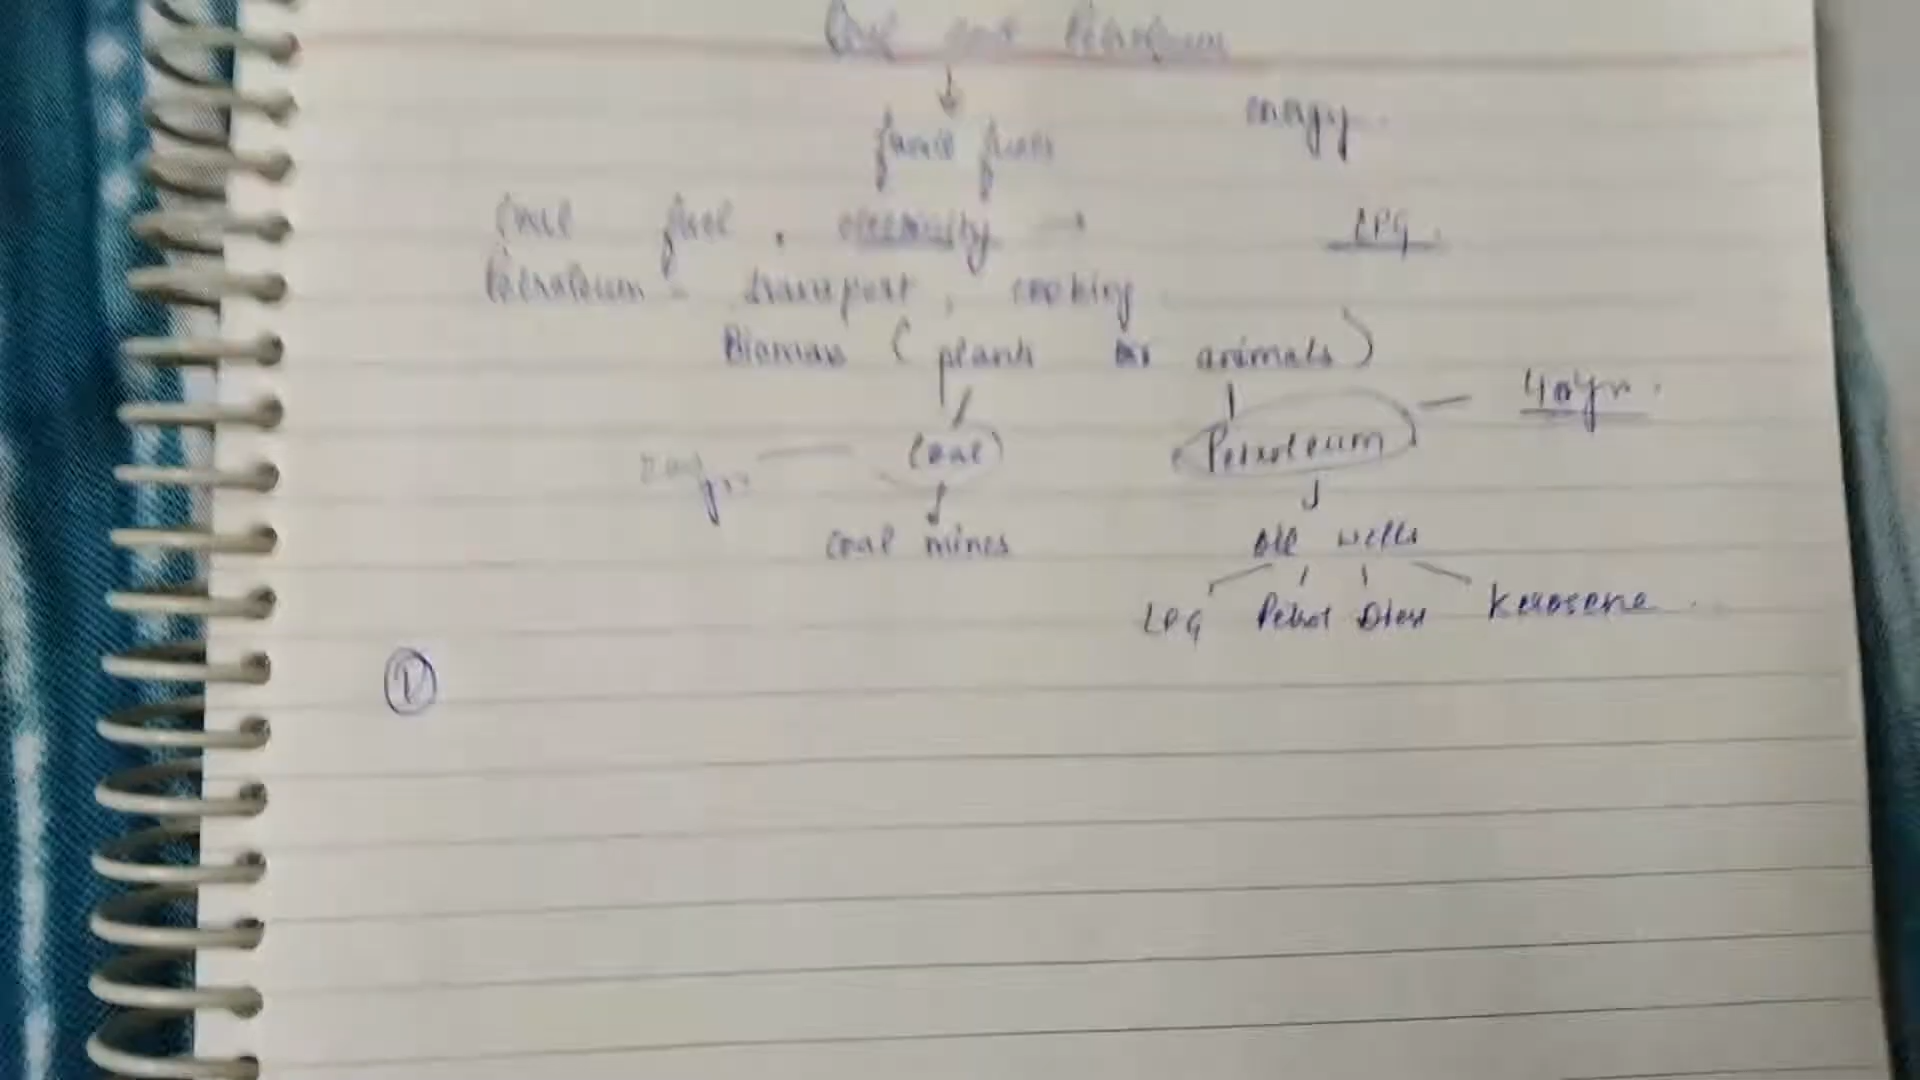 Coal and Petroleum
fossil fuels energy.
Coal fuel, electricity → LPG.
Petroleum - transport, cooking
Biomass (plants or animals)
Coal Petroleum — 40 yrs.
coal mines oil wells
LPG Petrol Diesel Kerosene.
①